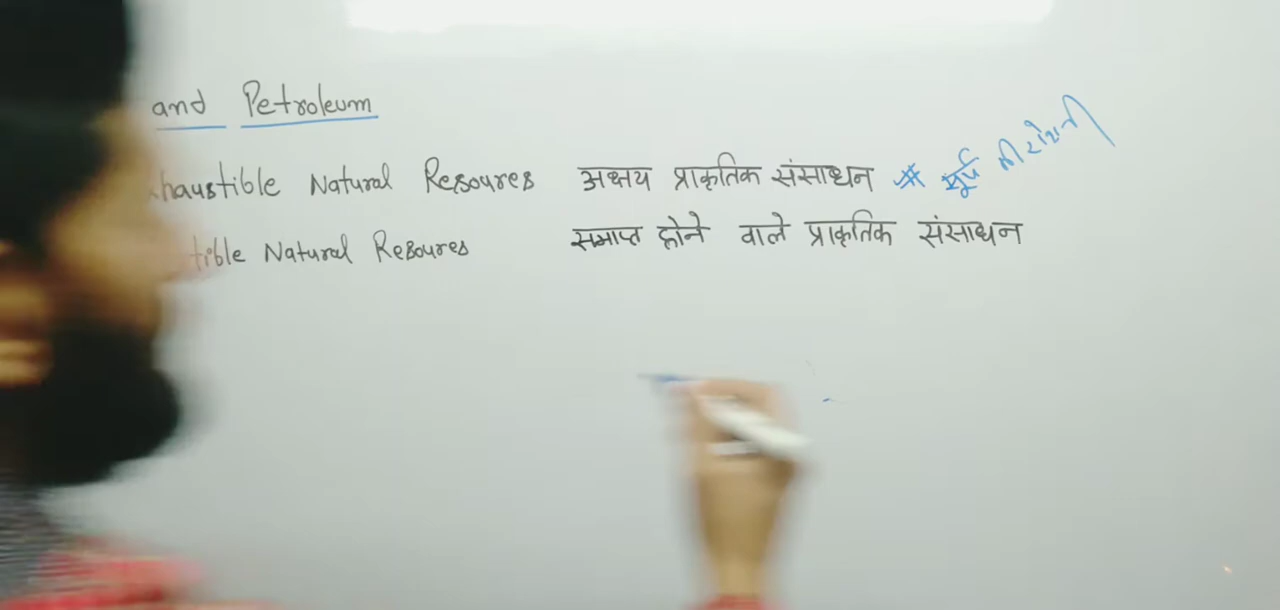 and Petroleum
haustible Natural Resoures अक्षय प्राकृतिक संसाधन *
tible Natural Resoures समाप्त होने वाले प्राकृतिक संसाधन